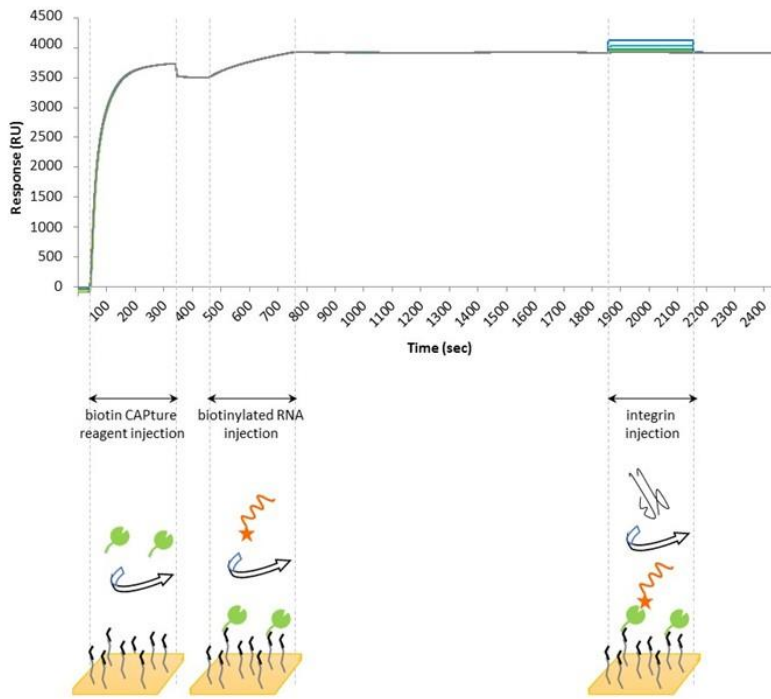 4500
4000
3500
3000
2500
2000
1500
1000
500
0
Response (RU)
100 200 300 400 500 600 700 800 900 1000 1100 1200 1300 1400 1500 1600 1700 1800 1900 2000 2100 2200 2300 2400
Time (sec)
biotin CAPture
reagent injection
biotinylated RNA
injection
integrin
injection